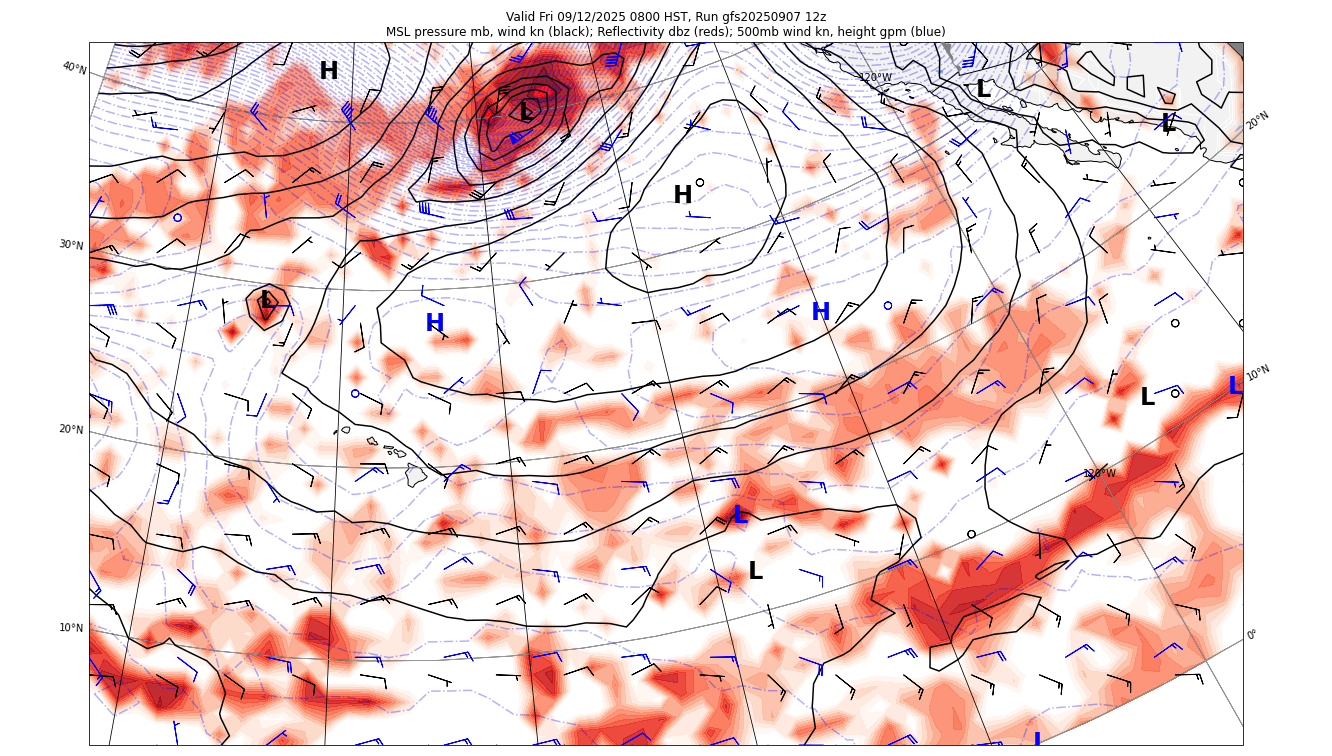 Valid Fri 09/12/2025 0800 HST, Run gfs20250907 12z
MSL pressure mb, wind kn (black); Reflectivity dbz (reds); 500mb wind kn, height gpm (blue)
40°N
H
120°W
L
L
L
20°N
H
30°N
L
H
H
10°N
L
L
20°N
120°W
L
L
10°N
0°
L